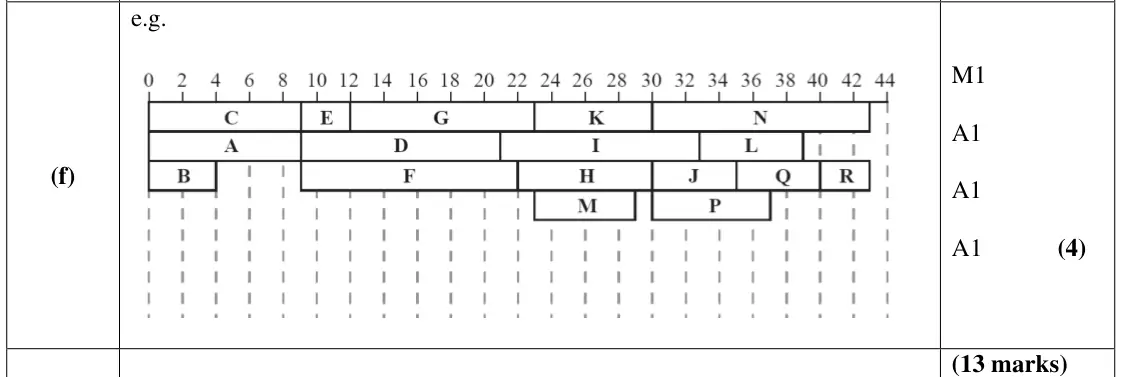 e.g.
0 2 4 6 8 10 12 14 16 18 20 22 24 26 28 30 32 34 36 38 40 42 44
M1
C E G K N
A1
A D I L
(f)
B F H J Q R
A1
M P
A1 (4)
(13 marks)